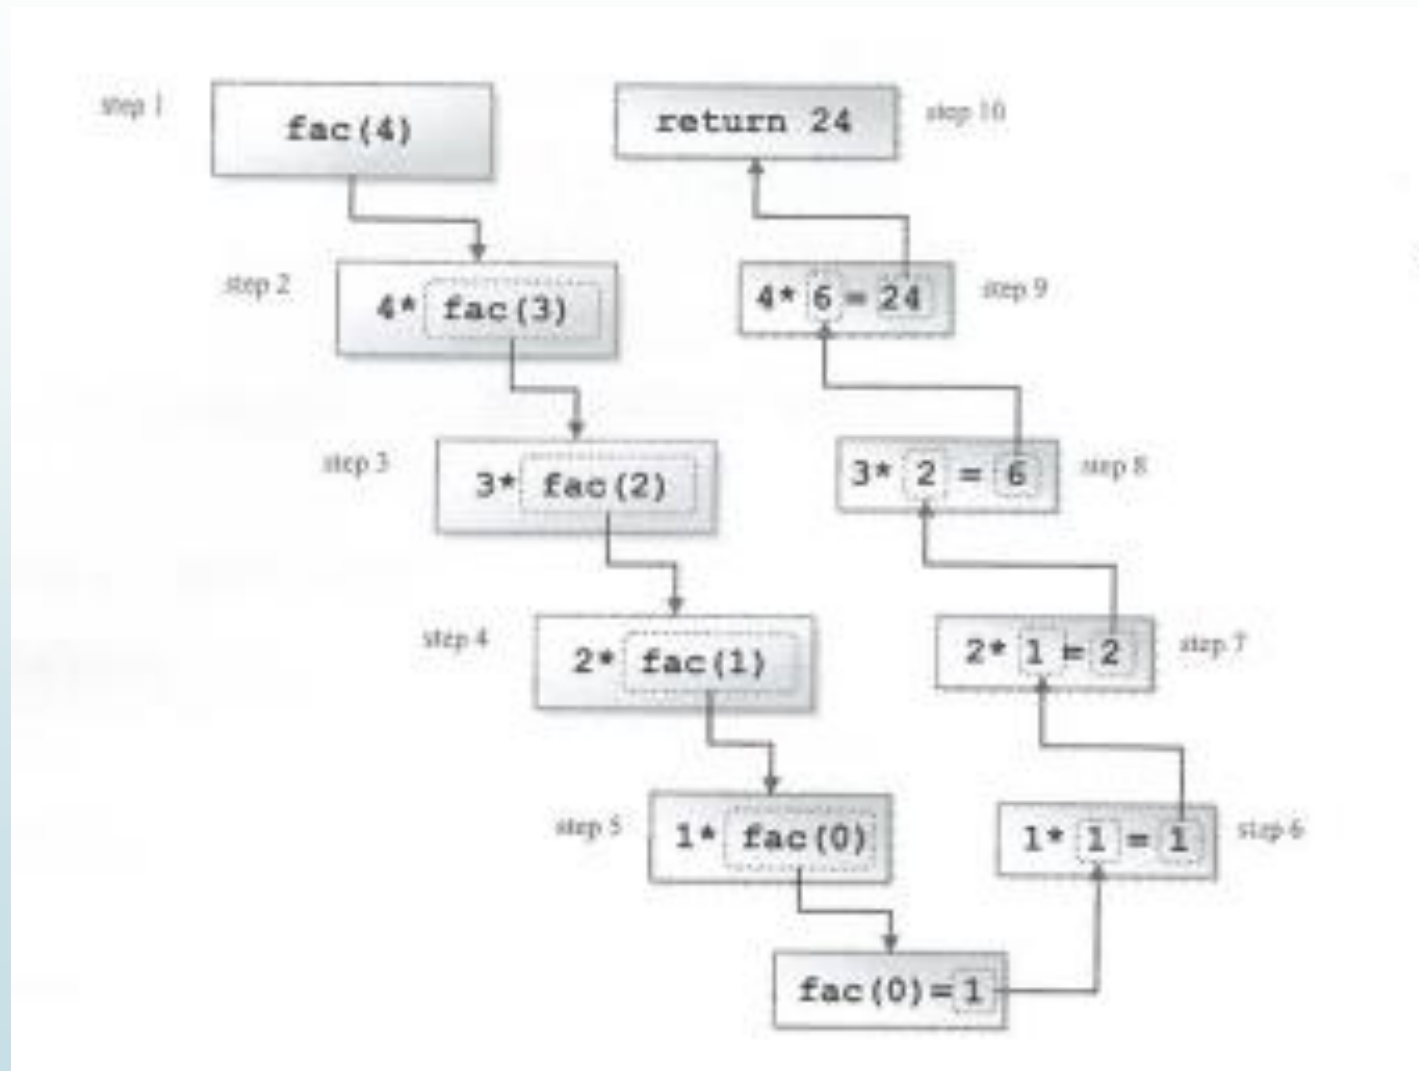 step 1
fac(4)
return 24
step 10
step 2
4* fac(3)
4* 6 = 24
step 9
step 3
3* fac(2)
3* 2 = 6
step 8
step 4
2* fac(1)
2* 1 = 2
step 7
step 5
1* fac(0)
1* 1 = 1
step 6
fac(0)=1